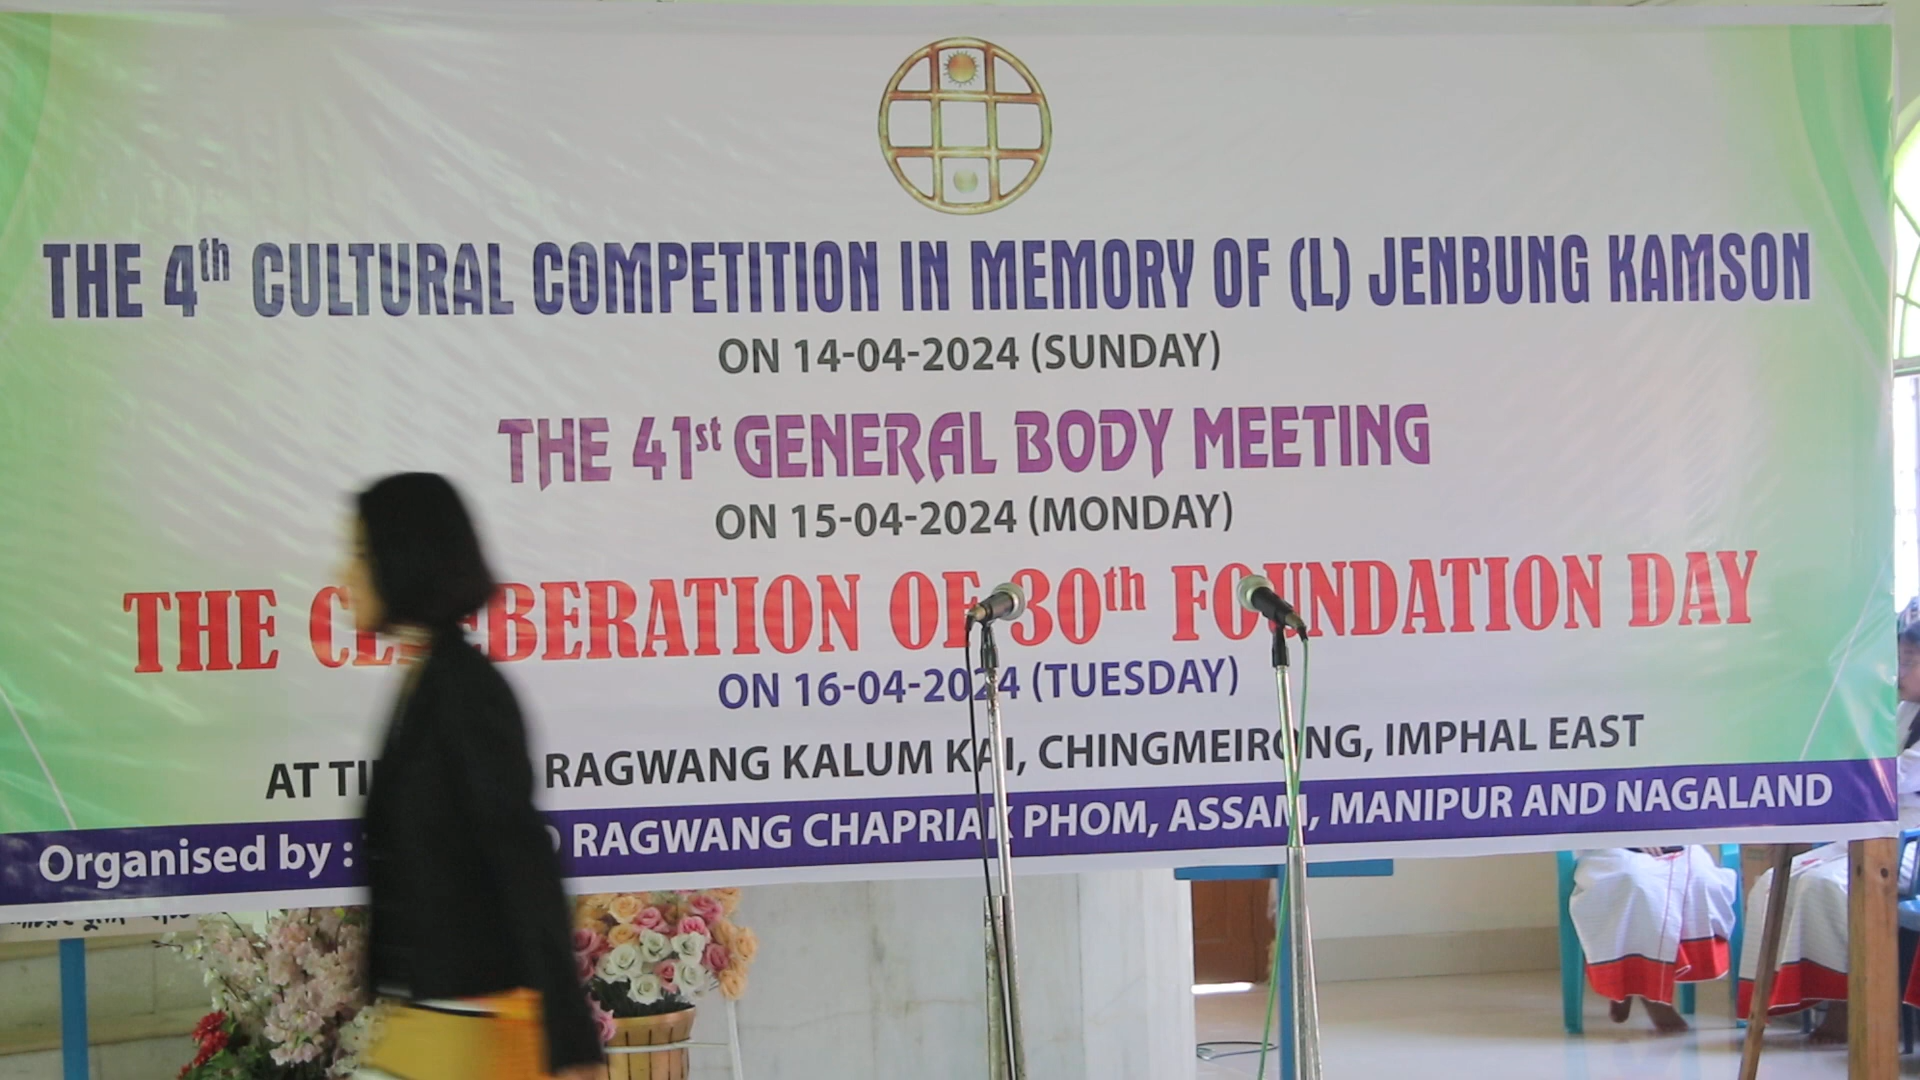 THE 4th CULTURAL COMPETITION IN MEMORY OF (L) JENBUNG KAMSON
ON 14-04-2024 (SUNDAY)
THE 41st GENERAL BODY MEETING
ON 15-04-2024 (MONDAY)
THE CELEBERATION OF 30th FOUNDATION DAY
ON 16-04-2024 (TUESDAY)
AT RAGWANG KALUM KAI, CHINGMEIRONG, IMPHAL EAST
Organised by : RAGWANG CHAPRIAK PHOM, ASSAM, MANIPUR AND NAGALAND